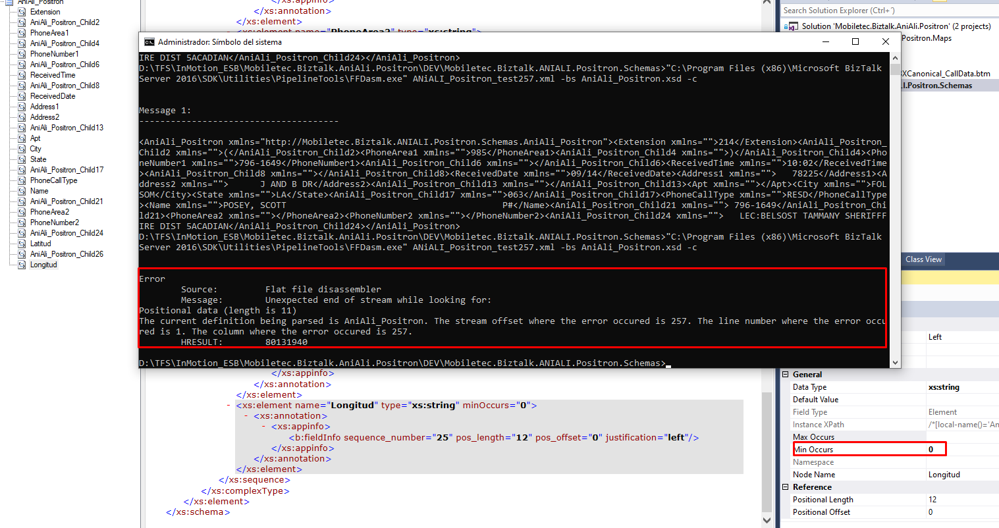 AniAli_Positron
Extension
AniAli_Positron_Child2
PhoneArea1
AniAli_Positron_Child4
PhoneNumber1
AniAli_Positron_Child6
ReceivedTime
AniAli_Positron_Child8
ReceivedDate
Address1
Address2
AniAli_Positron_Child13
Apt
City
State
AniAli_Positron_Child17
PhoneCallType
Name
AniAli_Positron_Child21
PhoneArea2
PhoneNumber2
AniAli_Positron_Child24
Latitud
AniAli_Positron_Child26
Longitud
</xs:appinfo>
</xs:annotation>
</xs:element>
- <xs:element name="PhoneArea2" type="xs:string">
Administrador: Símbolo del sistema
IRE DIST 5ACADIAN</AniAli_Positron_Child24></AniAli_Positron>
D:\TFS\InMotion_ESB\Mobiletec.Biztalk.AniAli.Positron\DEV\Mobiletec.Biztalk.ANIALI.Positron.Schemas>"C:\Program Files (x86)\Microsoft BizTalk
Server 2016\SDK\Utilities\PipelineTools\FFDasm.exe" ANiALI_Positron_test257.xml -bs AniAli_Positron.xsd -c
Message 1:
--------------------------------------
<AniAli_Positron xmlns="http://Mobiletec.Biztalk.ANIALI.Positron.Schemas.AniAli_Positron"><Extension xmlns="">214</Extension><AniAli_Positron_
Child2 xmlns="">(</AniAli_Positron_Child2><PhoneArea1 xmlns="">985</PhoneArea1><AniAli_Positron_Child4 xmlns="">)</AniAli_Positron_Child4><Pho
neNumber1 xmlns="">796-1649</PhoneNumber1><AniAli_Positron_Child6 xmlns=""></AniAli_Positron_Child6><ReceivedTime xmlns="">10:02</ReceivedTime
><AniAli_Positron_Child8 xmlns=""></AniAli_Positron_Child8><ReceivedDate xmlns="">09/14</ReceivedDate><Address1 xmlns="">   78225</Address1><A
ddress2 xmlns="">      J AND B DR</Address2><AniAli_Positron_Child13 xmlns=""></AniAli_Positron_Child13><Apt xmlns=""></Apt><City xmlns="">FOL
SOM</City><State xmlns="">LA</State><AniAli_Positron_Child17 xmlns="">063</AniAli_Positron_Child17><PhoneCallType xmlns="">RESD</PhoneCallType
><Name xmlns="">POSEY, SCOTT                                         P#</Name><AniAli_Positron_Child21 xmlns=""> 796-1649</AniAli_Positron_Chi
ld21><PhoneArea2 xmlns=""></PhoneArea2><PhoneNumber2 xmlns=""></PhoneNumber2><AniAli_Positron_Child24 xmlns="">   LEC:BELSOST TAMMANY SHERIFFF
IRE DIST 5ACADIAN</AniAli_Positron_Child24></AniAli_Positron>
D:\TFS\InMotion_ESB\Mobiletec.Biztalk.AniAli.Positron\DEV\Mobiletec.Biztalk.ANIALI.Positron.Schemas>"C:\Program Files (x86)\Microsoft BizTalk
Server 2016\SDK\Utilities\PipelineTools\FFDasm.exe" ANiALI_Positron_test257.xml -bs AniAli_Positron.xsd -c
Error
Source: Flat file disassembler
Message: Unexpected end of stream while looking for:
Positional data (length is 11)
The current definition being parsed is AniAli_Positron. The stream offset where the error occured is 257. The line number where the error occu
red is 1. The column where the error occured is 257.
HRESULT: 80131940
D:\TFS\InMotion_ESB\Mobiletec.Biztalk.AniAli.Positron\DEV\Mobiletec.Biztalk.ANIALI.Positron.Schemas>_
</xs:appinfo>
</xs:annotation>
</xs:element>
- <xs:element name="Longitud" type="xs:string" minOccurs="0">
- <xs:annotation>
- <xs:appinfo>
<b:fieldInfo sequence_number="25" pos_length="12" pos_offset="0" justification="left"/>
</xs:appinfo>
</xs:annotation>
</xs:element>
</xs:sequence>
</xs:complexType>
</xs:element>
</xs:schema>
Search Solution Explorer (Ctrl+´)
Solution 'Mobiletec.Biztalk.AniAli.Positron' (2 projects)
Positron.Maps
XCanonical_CallData.btm
I.Positron.Schemas
Class View
Left
General
Data Type xs:string
Default Value
Field Type Element
Instance XPath /*[local-name()='An
Max Occurs
Min Occurs 0
Namespace
Node Name Longitud
Reference
Positional Length 12
Positional Offset 0